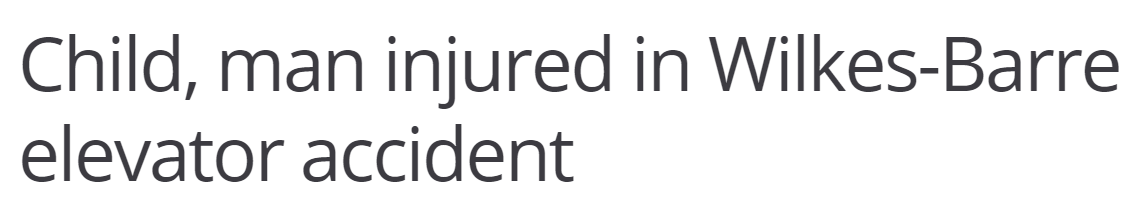 Child, man injured in Wilkes-Barre
elevator accident